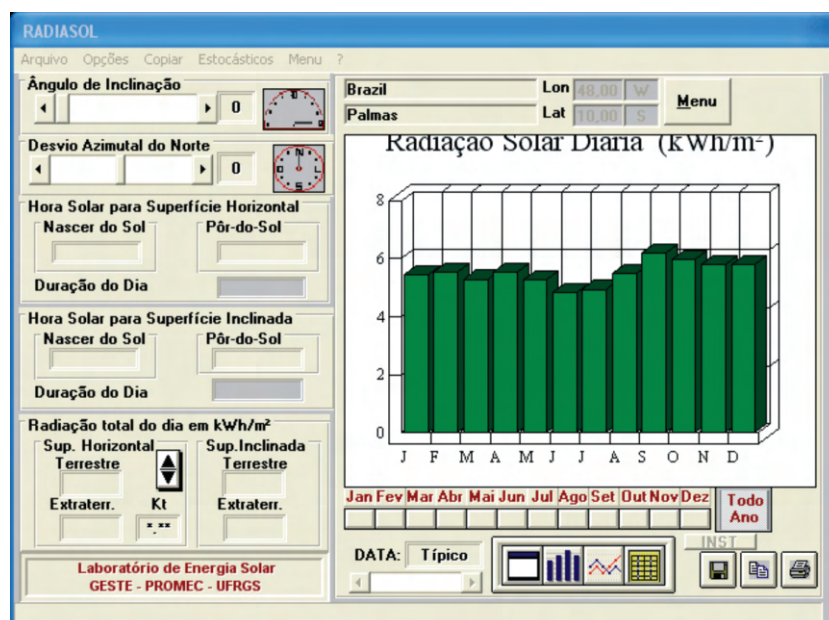 RADIASOL
Arquivo Opções Copiar Estocásticos Menu ?
Ângulo de Inclinação
0
Desvio Azimutal do Norte
0
N
L
S
Hora Solar para Superfície Horizontal
Nascer do Sol Pôr-do-Sol
Duração do Dia
Hora Solar para Superfície Inclinada
Nascer do Sol Pôr-do-Sol
Duração do Dia
Radiação total do dia em kWh/m²
Sup. Horizontal Sup.Inclinada
Terrestre Terrestre
Extraterr. Kt Extraterr.
*.**
Laboratório de Energia Solar
GESTE - PROMEC - UFRGS
Brazil Lon 48,00 W
Palmas Lat 10,00 S
Menu
Radiação Solar Diária (kWh/m²)
8
6
4
2
0
J F M A M J J A S O N D
Jan Fev Mar Abr Mai Jun Jul Ago Set Out Nov Dez
Todo
Ano
DATA: Típico
INST